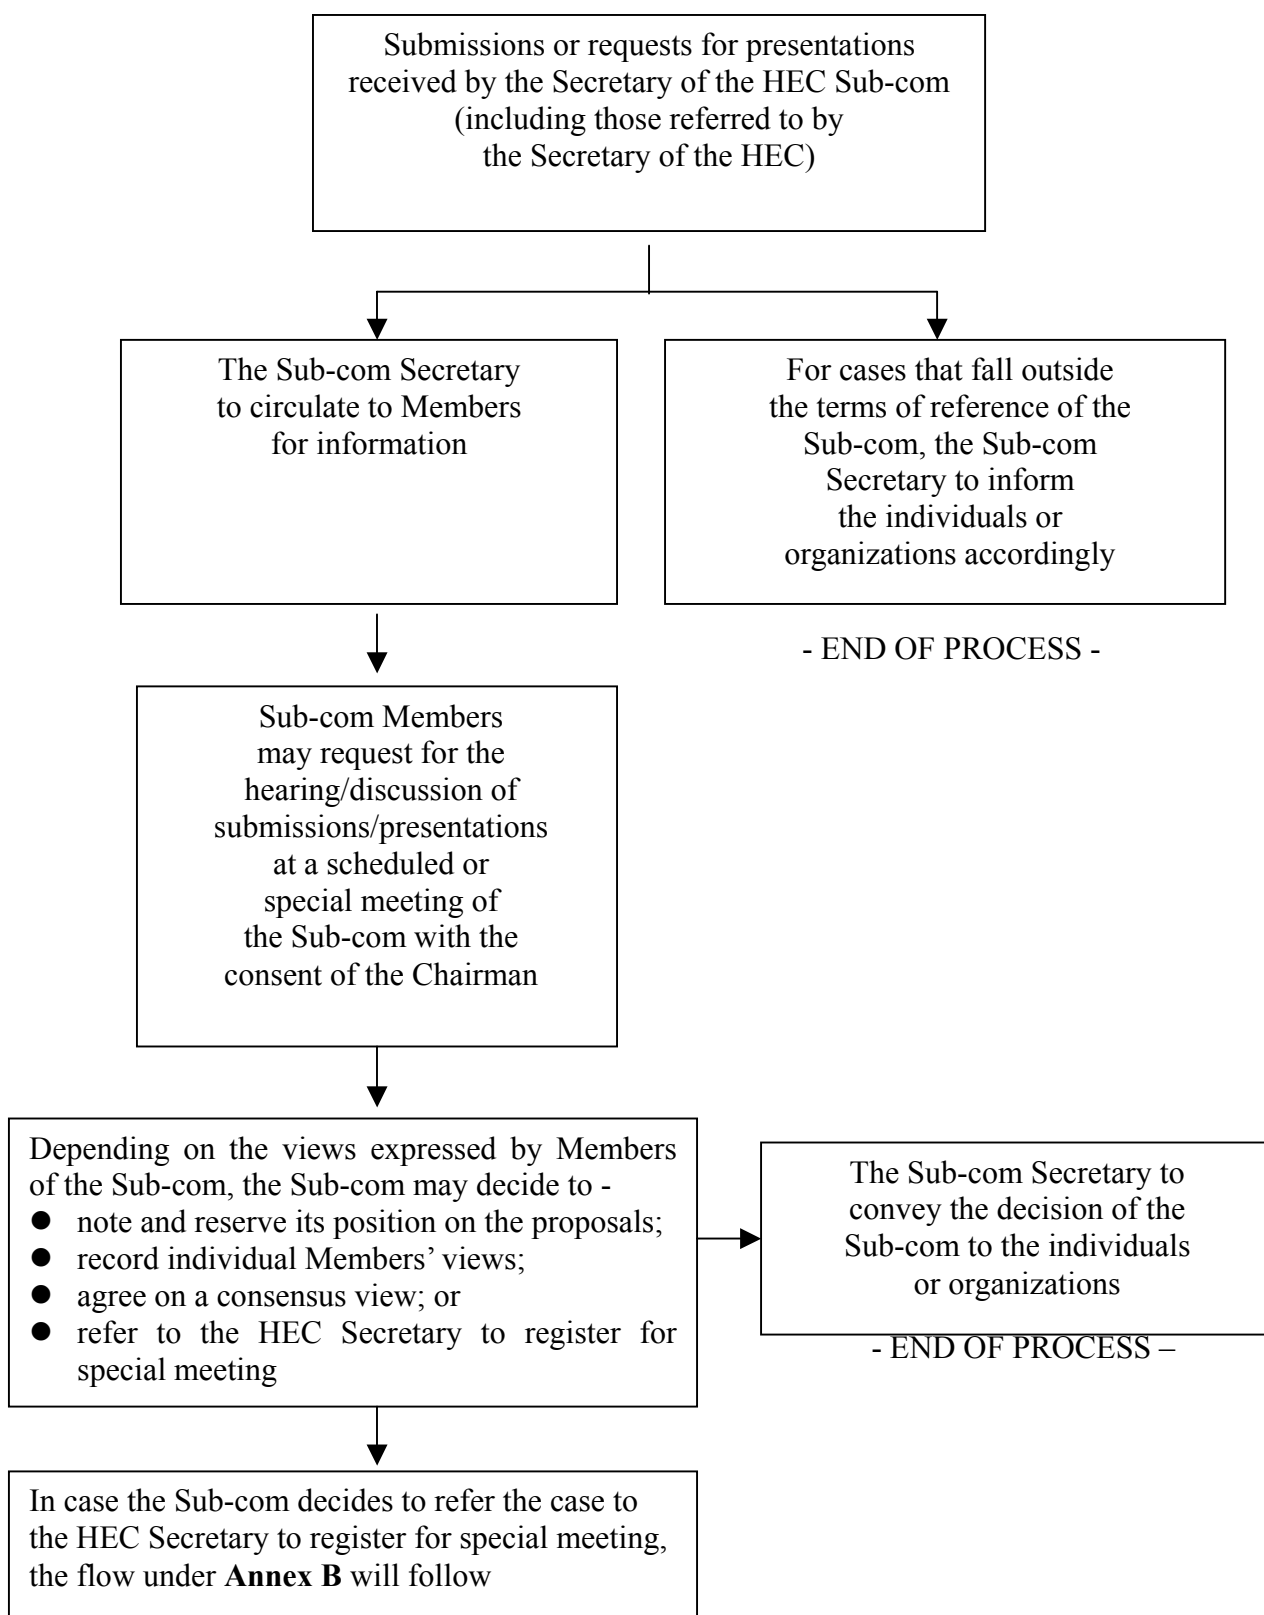 Submissions or requests for presentations
received by the Secretary of the HEC Sub-com
(including those referred to by
the Secretary of the HEC)
The Sub-com Secretary
to circulate to Members
for information
For cases that fall outside
the terms of reference of the
Sub-com, the Sub-com
Secretary to inform
the individuals or
organizations accordingly
- END OF PROCESS -
Sub-com Members
may request for the
hearing/discussion of
submissions/presentations
at a scheduled or
special meeting of
the Sub-com with the
consent of the Chairman
Depending on the views expressed by Members
of the Sub-com, the Sub-com may decide to -
● note and reserve its position on the proposals;
● record individual Members’ views;
● agree on a consensus view; or
● refer to the HEC Secretary to register for
special meeting
The Sub-com Secretary to
convey the decision of the
Sub-com to the individuals
or organizations
- END OF PROCESS –
In case the Sub-com decides to refer the case to
the HEC Secretary to register for special meeting,
the flow under Annex B will follow